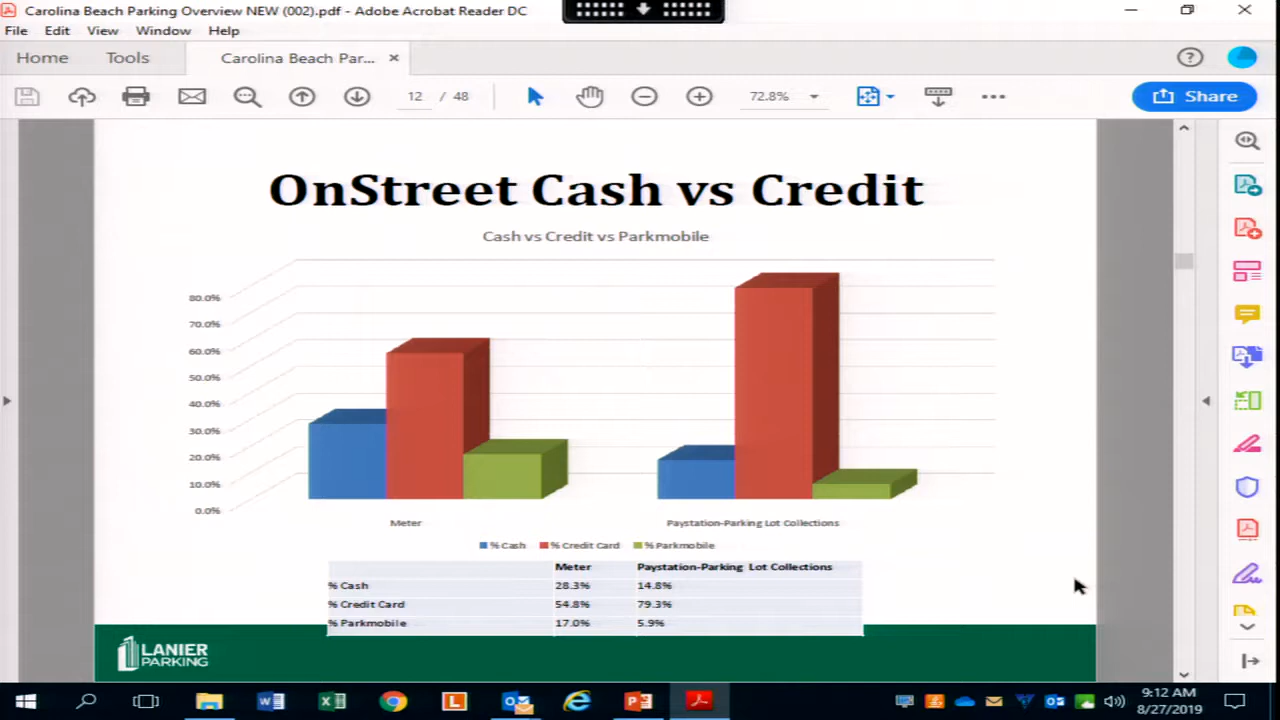 Carolina Beach Parking Overview NEW (002).pdf - Adobe Acrobat Reader DC
File Edit View Window Help
Home Tools Carolina Beach Par... ×
12 / 48 72.8% Share
OnStreet Cash vs Credit
Cash vs Credit vs Parkmobile
80.0%
70.0%
60.0%
50.0%
40.0%
30.0%
20.0%
10.0%
0.0%
Meter Paystation-Parking Lot Collections
% Cash % Credit Card % Parkmobile
Meter Paystation-Parking Lot Collections
% Cash 28.3% 14.8%
% Credit Card 54.8% 79.3%
% Parkmobile 17.0% 5.9%
LANIER
PARKING
9:12 AM
8/27/2019